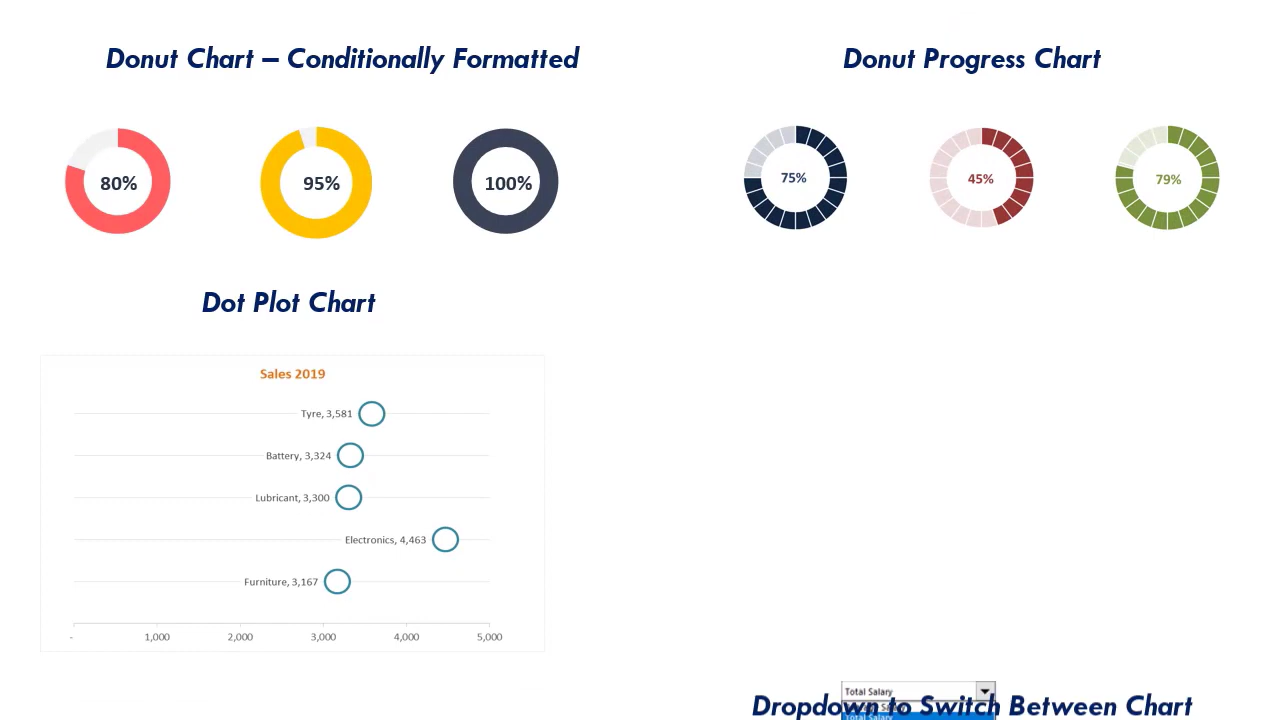 Donut Chart – Conditionally Formatted
Donut Progress Chart
80%
95%
100%
75%
45%
79%
Dot Plot Chart
Sales 2019
Tyre, 3,581
Battery, 3,324
Lubricant, 3,300
Electronics, 4,463
Furniture, 3,167
- 1,000 2,000 3,000 4,000 5,000
Total Salary
Dropdown to Switch Between Chart
Total Salary